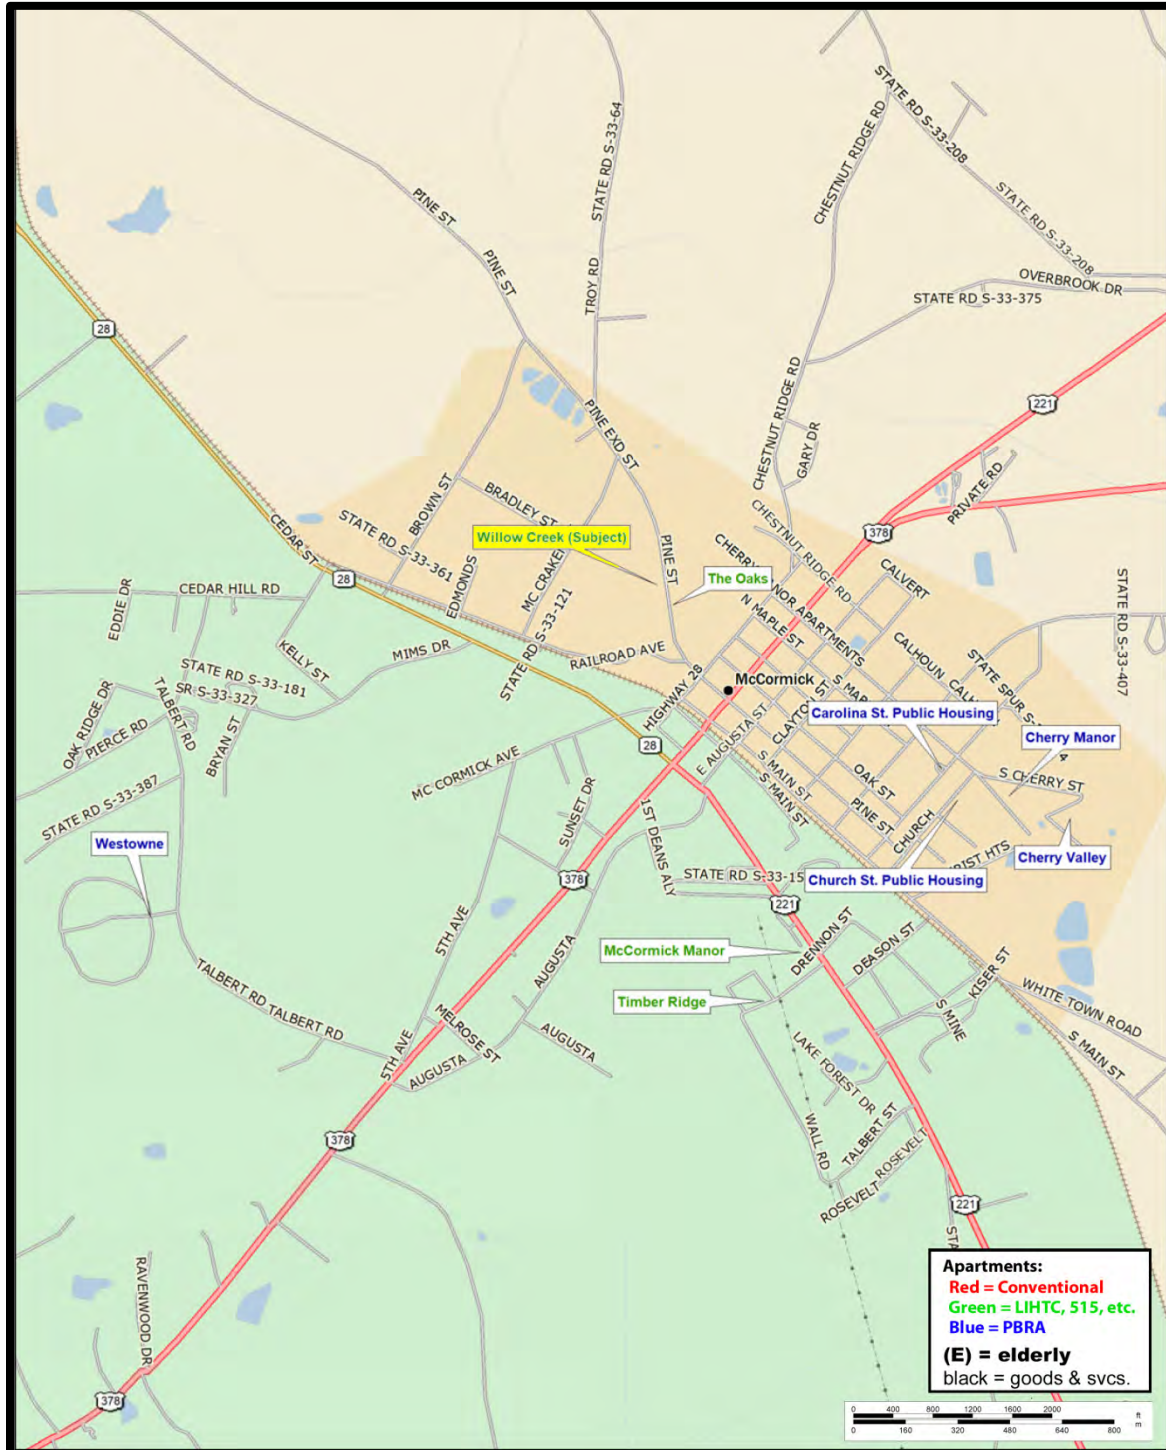 STATE RD S-33-208
CHESTNUT RIDGE RD
STATE RD S-33-64
PINE ST
STATE RD S-33-208
PINE ST
TROY RD
OVERBROOK DR
STATE RD S-33-375
28
221
CHESTNUT RIDGE RD
PINE EXD ST
GARY DR
PRIVATE RD
BROWN ST
BRADLEY ST
STATE RD S-33-361
CEDAR ST
CHESTNUT RIDGE RD
378
Willow Creek (Subject)
PINE ST
The Oaks
CHERRY MANOR APARTMENTS
CALVERT
EDMONDS
MC CRAKEN
STATE RD S-33-121
28
CEDAR HILL RD
EDDIE DR
N MAPLE ST
STATE RD S-33-407
KELLY ST
MIMS DR
RAILROAD AVE
CALHOUN
STATE SPUR S-
STATE RD S-33-181
SR S-33-327
TALBERT RD
OAK RIDGE DR
PIERCE RD
BRYAN ST
HIGHWAY 28
McCormick
S MAR
CLAYTON ST
Carolina St. Public Housing
Cherry Manor
4
28
E AUGUSTA ST
MC CORMICK AVE
S MAIN ST
S MAIN ST
OAK ST
PINE ST
S CHERRY ST
SUNSET DR
1ST DEANS ALY
STATE RD S-33-387
Westowne
CHURCH
Cherry Valley
378
STATE RD S-33-15
Church St. Public Housing
221
5TH AVE
AUGUSTA
McCormick Manor
DRENNON ST
DEASON ST
KISER ST
Timber Ridge
TALBERT RD
TALBERT RD
MELROSE ST
AUGUSTA
S MINE
WHITE TOWN ROAD
S MAIN ST
5TH AVE
AUGUSTA
LAKE FOREST DR
WALL RD
TALBERT ST
ROSEVELT
ROSEVELT
378
221
STA
RAVENWOOD DR
378
Apartments:
Red = Conventional
Green = LIHTC, 515, etc.
Blue = PBRA
(E) = elderly
black = goods & svcs.
0 400 800 1200 1600 2000 ft
0 160 320 480 640 800 m